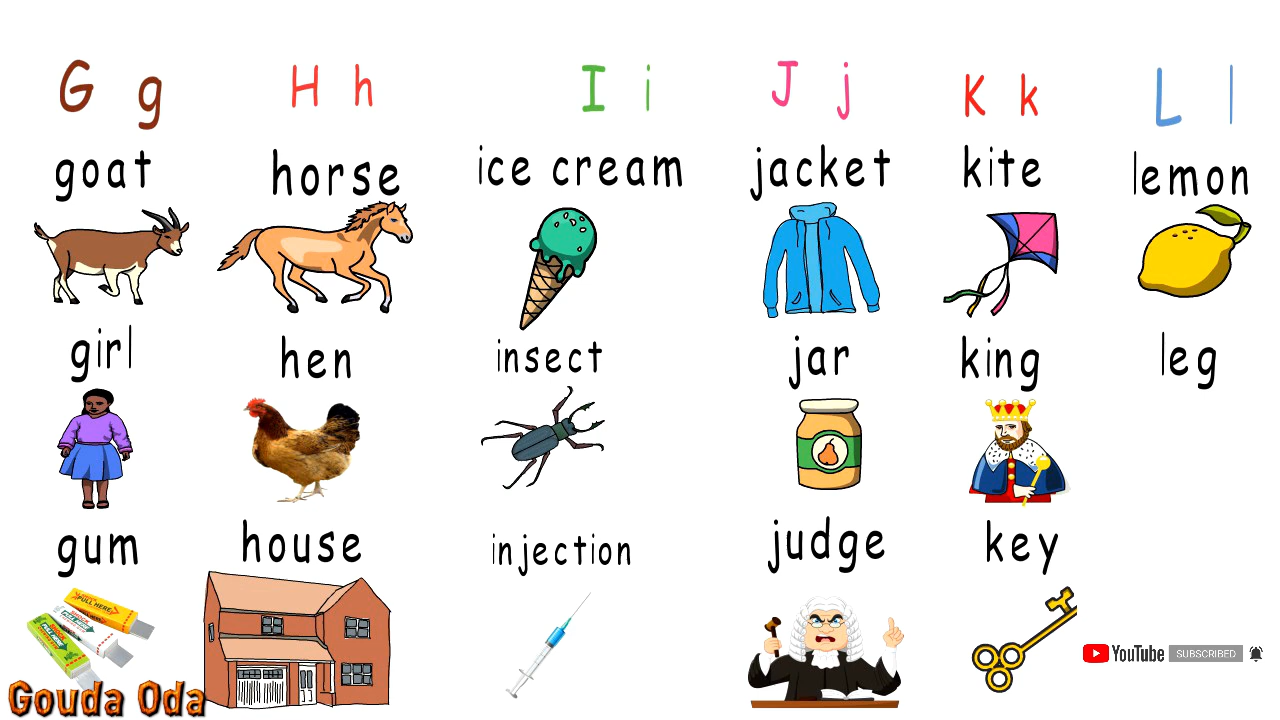 G g
H h
I i
J j
K k
L l
goat
horse
ice cream
jacket
kite
lemon
girl
hen
insect
jar
king
leg
gum
house
injection
judge
key
PULL HERE
Gouda Oda
YouTube
SUBSCRIBED